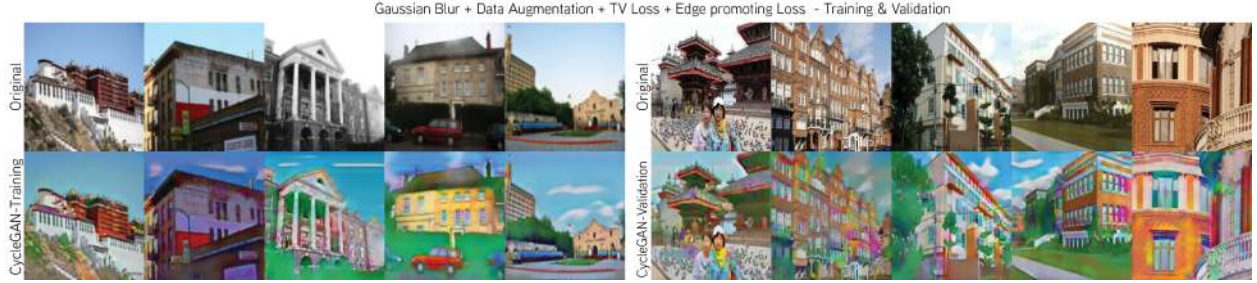 Gaussian Blur + Data Augmentation + TV Loss + Edge promoting Loss - Training & Validation
Original
Original
CycleGAN-Training
CycleGAN-Validation